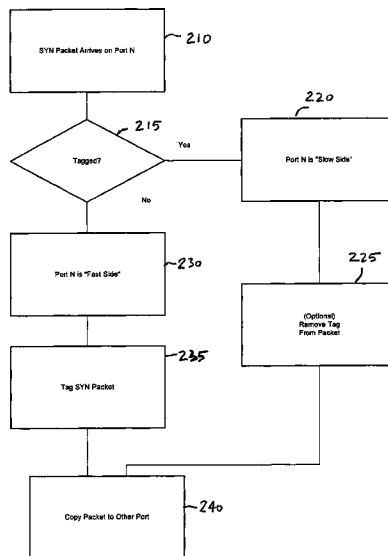 210
SYN Packet Arrives on Port N
215
220
Tagged?
Yes
Port N is "Slow Side"
No
230
Port N is "Fast Side"
225
(Optional)
Remove Tag
From Packet
235
Tag SYN Packet
Copy Packet to Other Port
240